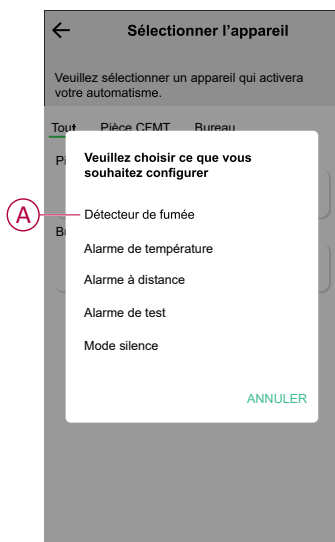 Sélectionner l'appareil
Veuillez sélectionner un appareil qui activera
votre automatisme.
Tout Pièce CFMT Bureau
Veuillez choisir ce que vous
souhaitez configurer
A
Détecteur de fumée
Alarme de température
Alarme à distance
Alarme de test
Mode silence
ANNULER